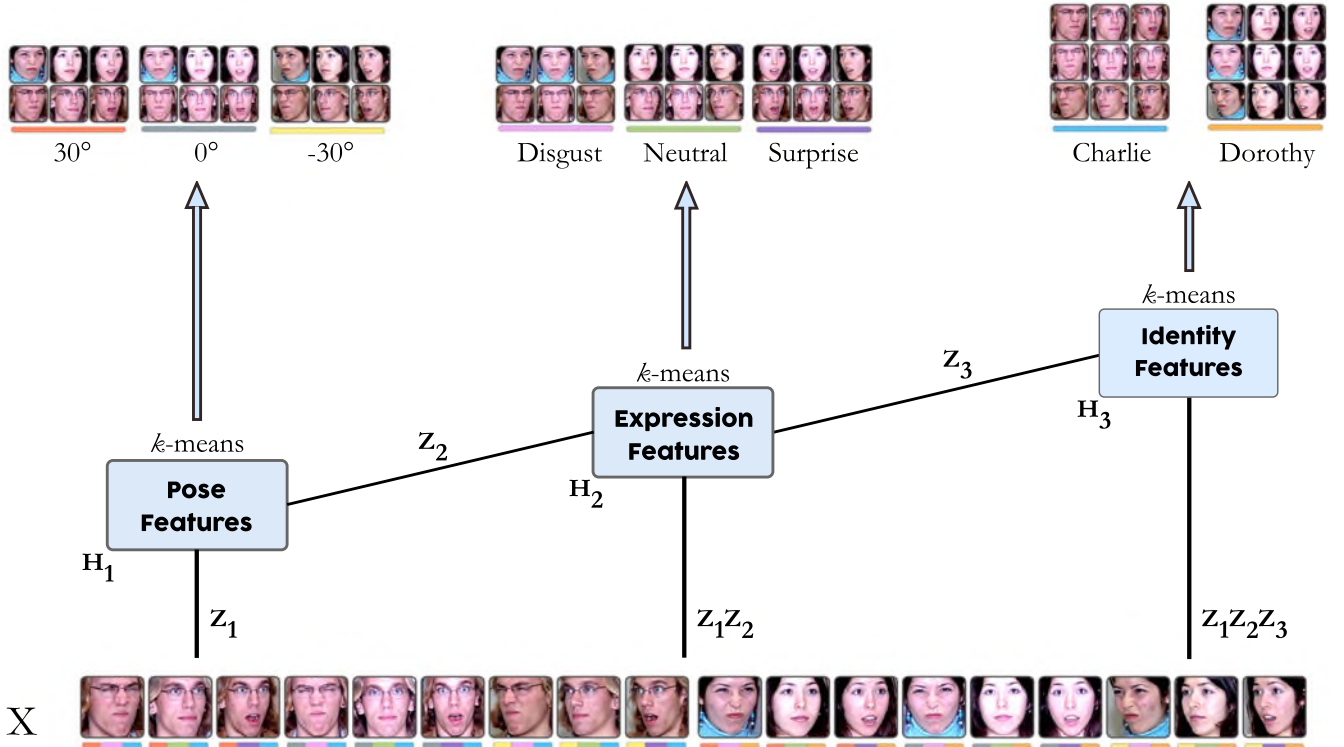 30° 0° -30°
Disgust Neutral Surprise
Charlie Dorothy
k-means
Identity
Features
Z3
H3
k-means
Expression
Features
Z2
H2
k-means
Pose
Features
H1
Z1
Z1Z2
Z1Z2Z3
X